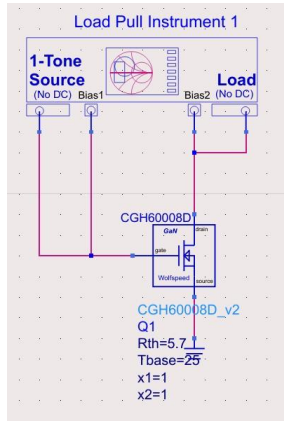 Load Pull Instrument 1
1-Tone
Source
(No DC)
Bias1
Bias2
Load
(No DC)
CGH60008D
GaN
drain
gate
Wolfspeed
source
CGH60008D_v2
Q1
Rth=5.7
Tbase=25
x1=1
x2=1